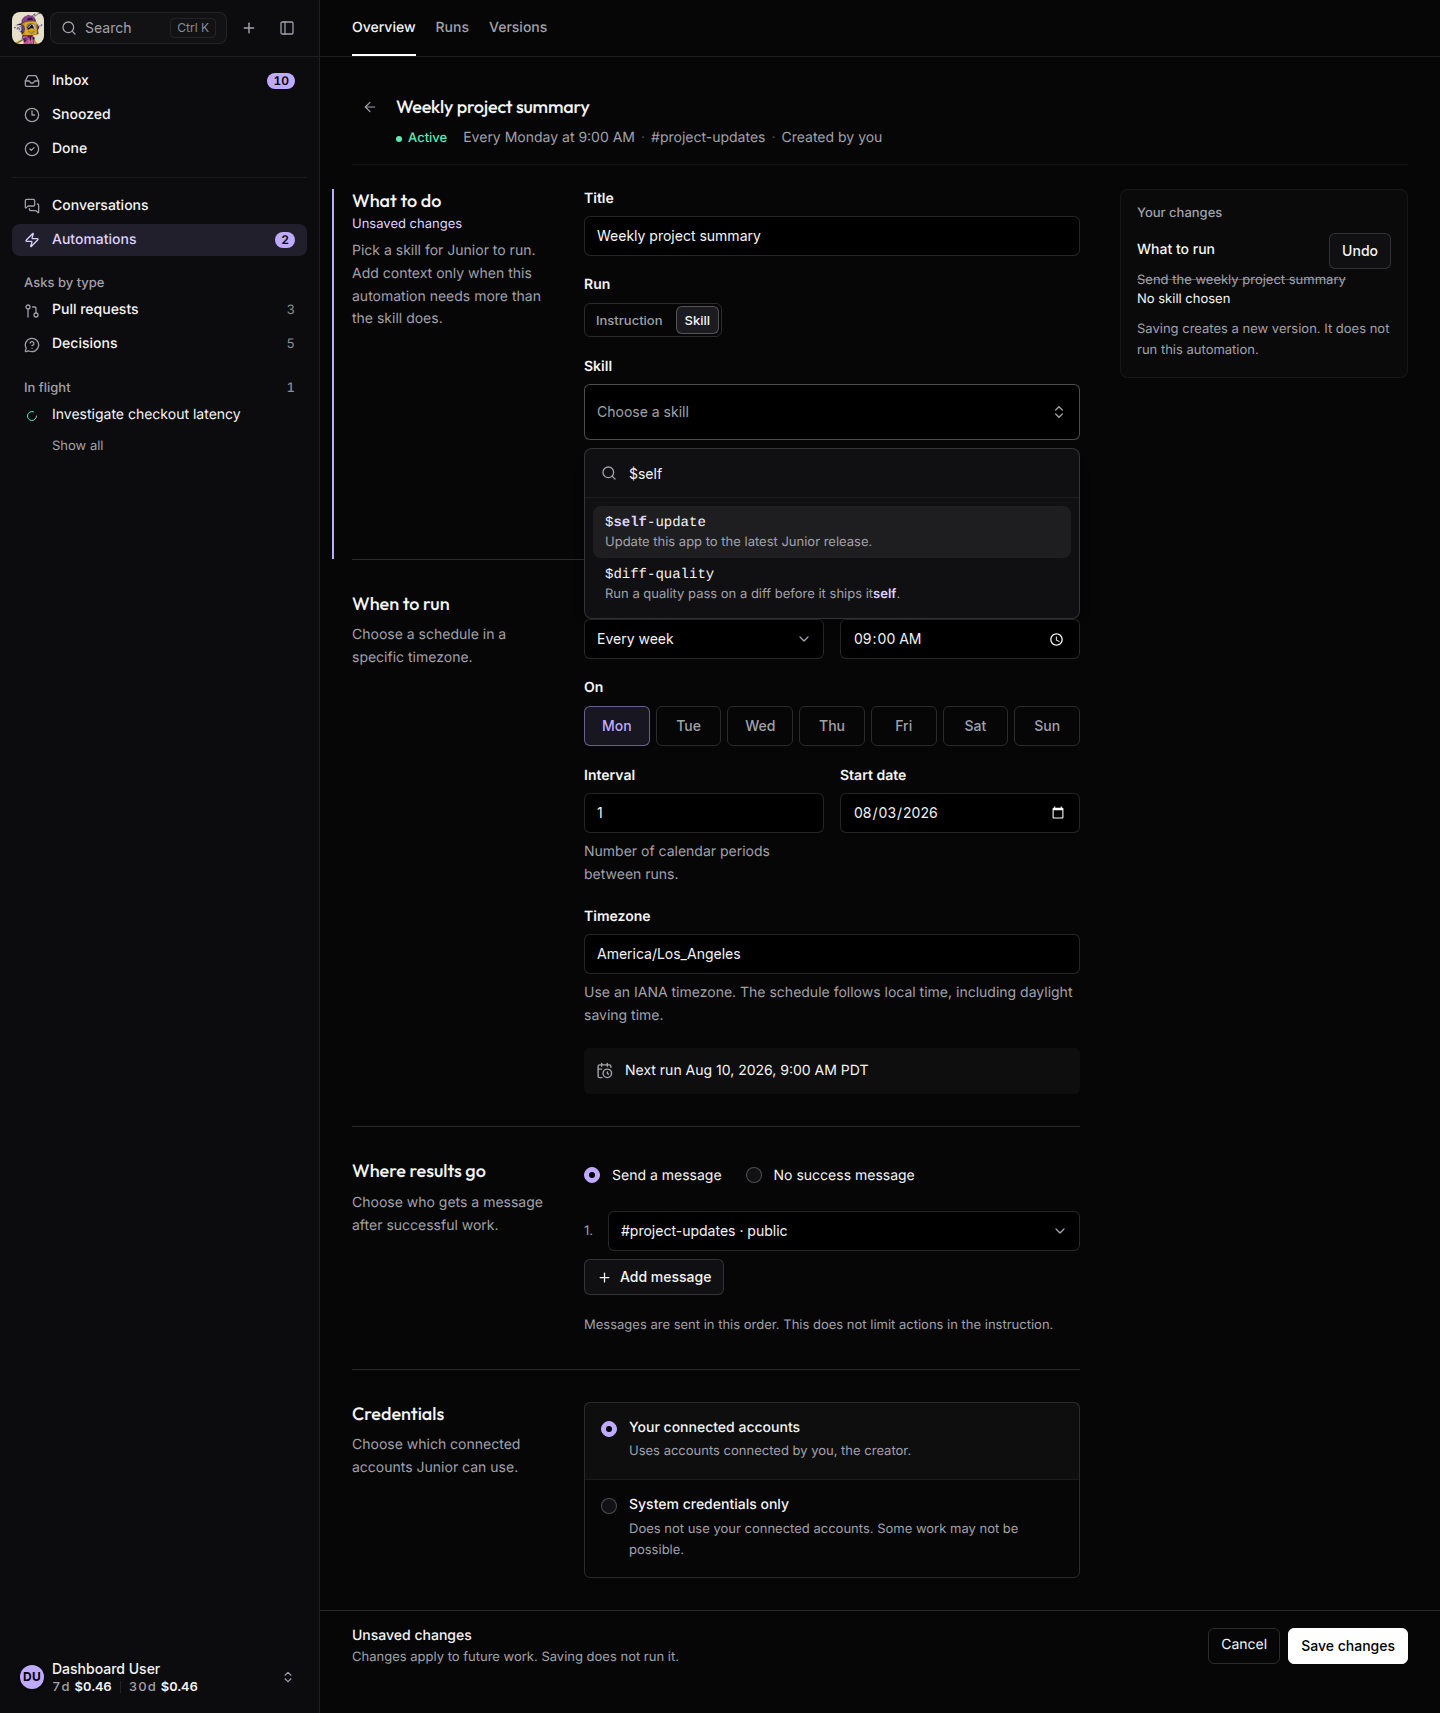 Search
Ctrl K
Inbox
10
Snoozed
Done
Conversations
Automations
2
Asks by type
Pull requests
3
Decisions
5
In flight
1
Investigate checkout latency
Show all
DU
Dashboard User
7d $0.46
30d $0.46
Overview
Runs
Versions
Weekly project summary
Active
Every Monday at 9:00 AM · #project-updates · Created by you
What to do
Unsaved changes
Pick a skill for Junior to run.
Add context only when this
automation needs more than
the skill does.
Title
Weekly project summary
Run
Instruction
Skill
Skill
Choose a skill
$self
$self-update
Update this app to the latest Junior release.
$diff-quality
Run a quality pass on a diff before it ships itself.
Your changes
What to run
Undo
Send the weekly project summary
No skill chosen
Saving creates a new version. It does not
run this automation.
When to run
Choose a schedule in a
specific timezone.
Every week
09:00 AM
On
Mon
Tue
Wed
Thu
Fri
Sat
Sun
Interval
1
Number of calendar periods
between runs.
Start date
08/03/2026
Timezone
America/Los_Angeles
Use an IANA timezone. The schedule follows local time, including daylight
saving time.
Next run Aug 10, 2026, 9:00 AM PDT
Where results go
Choose who gets a message
after successful work.
Send a message
No success message
1.
#project-updates · public
Add message
Messages are sent in this order. This does not limit actions in the instruction.
Credentials
Choose which connected
accounts Junior can use.
Your connected accounts
Uses accounts connected by you, the creator.
System credentials only
Does not use your connected accounts. Some work may not be
possible.
Unsaved changes
Changes apply to future work. Saving does not run it.
Cancel
Save changes